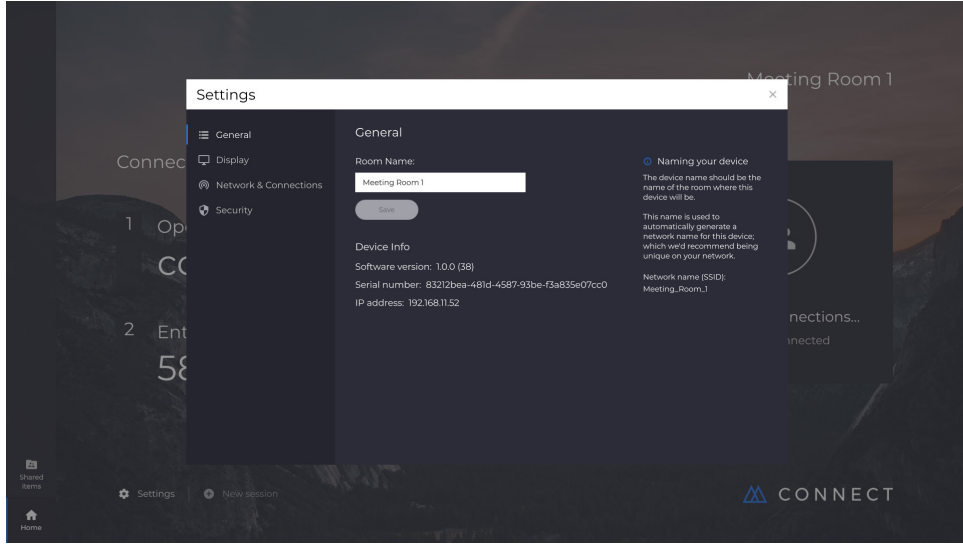 Meeting Room 1
Settings
General
Display
Network & Connections
Security
General
Room Name:
Meeting Room 1
Save
Device Info
Software version: 1.0.0 (38)
Serial number: 83212bea-481d-4587-93be-f3a835e07cc0
IP address: 192.168.11.52
Naming your device
The device name should be the
name of the room where this
device will be.
This name is used to
automatically generate a
network name for this device;
which we'd recommend being
unique on your network.
Network name (SSID):
Meeting_Room_1
Connec
1
Op
CO
2
Ent
58
nections...
nnected
Shared
items
Home
Settings
New session
CONNECT